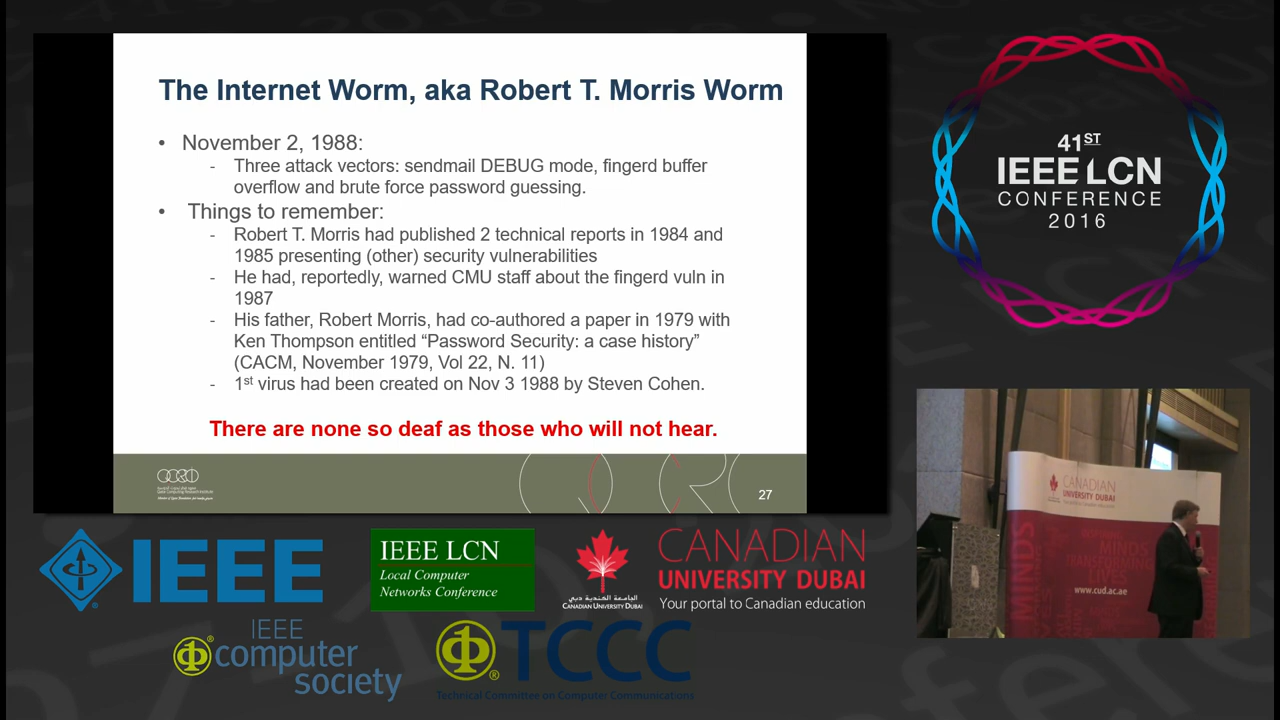 The Internet Worm, aka Robert T. Morris Worm
• November 2, 1988:
- Three attack vectors: sendmail DEBUG mode, fingerd buffer
overflow and brute force password guessing.
• Things to remember:
- Robert T. Morris had published 2 technical reports in 1984 and
1985 presenting (other) security vulnerabilities
- He had, reportedly, warned CMU staff about the fingerd vuln in
1987
- His father, Robert Morris, had co-authored a paper in 1979 with
Ken Thompson entitled “Password Security: a case history”
(CACM, November 1979, Vol 22, N. 11)
- 1st virus had been created on Nov 3 1988 by Steven Cohen.
There are none so deaf as those who will not hear.
27
41ST
IEEE LCN
CONFERENCE
2016
CANADIAN
UNIVERSITY DUBAI
MINDS
www.cud.ac.ae
IEEE
IEEE LCN
Local Computer
Networks Conference
الجامعة الكندية دبي
CANADIAN UNIVERSITY DUBAI
CANADIAN
UNIVERSITY DUBAI
Your portal to Canadian education
IEEE
computer
society
TCCC
Technical Committee on Computer Communications